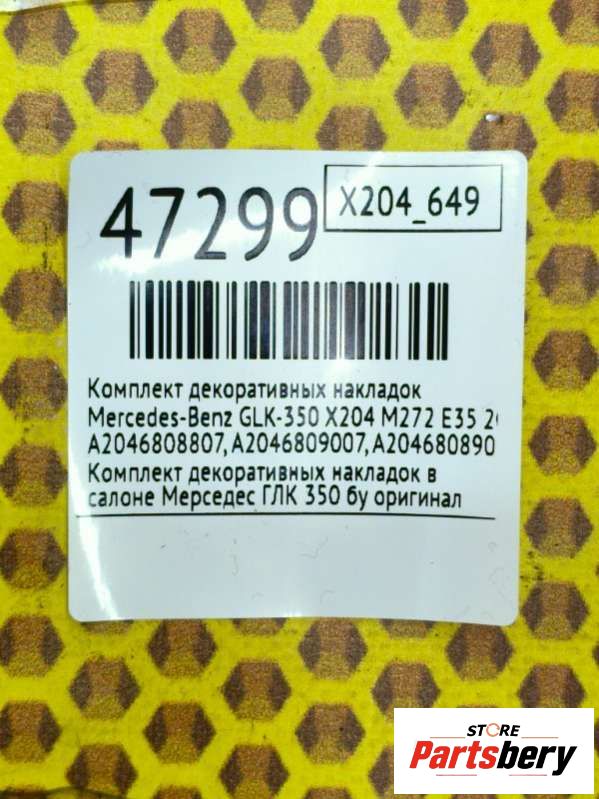 47299
X204_649
Комплект декоративных накладок
Mercedes-Benz GLK-350 X204 M272 E35
A2046808807, A2046809007, A204680890
Комплект декоративных накладок в
салоне Мерседес ГЛК 350 бу оригинал
STORE
Partsbery